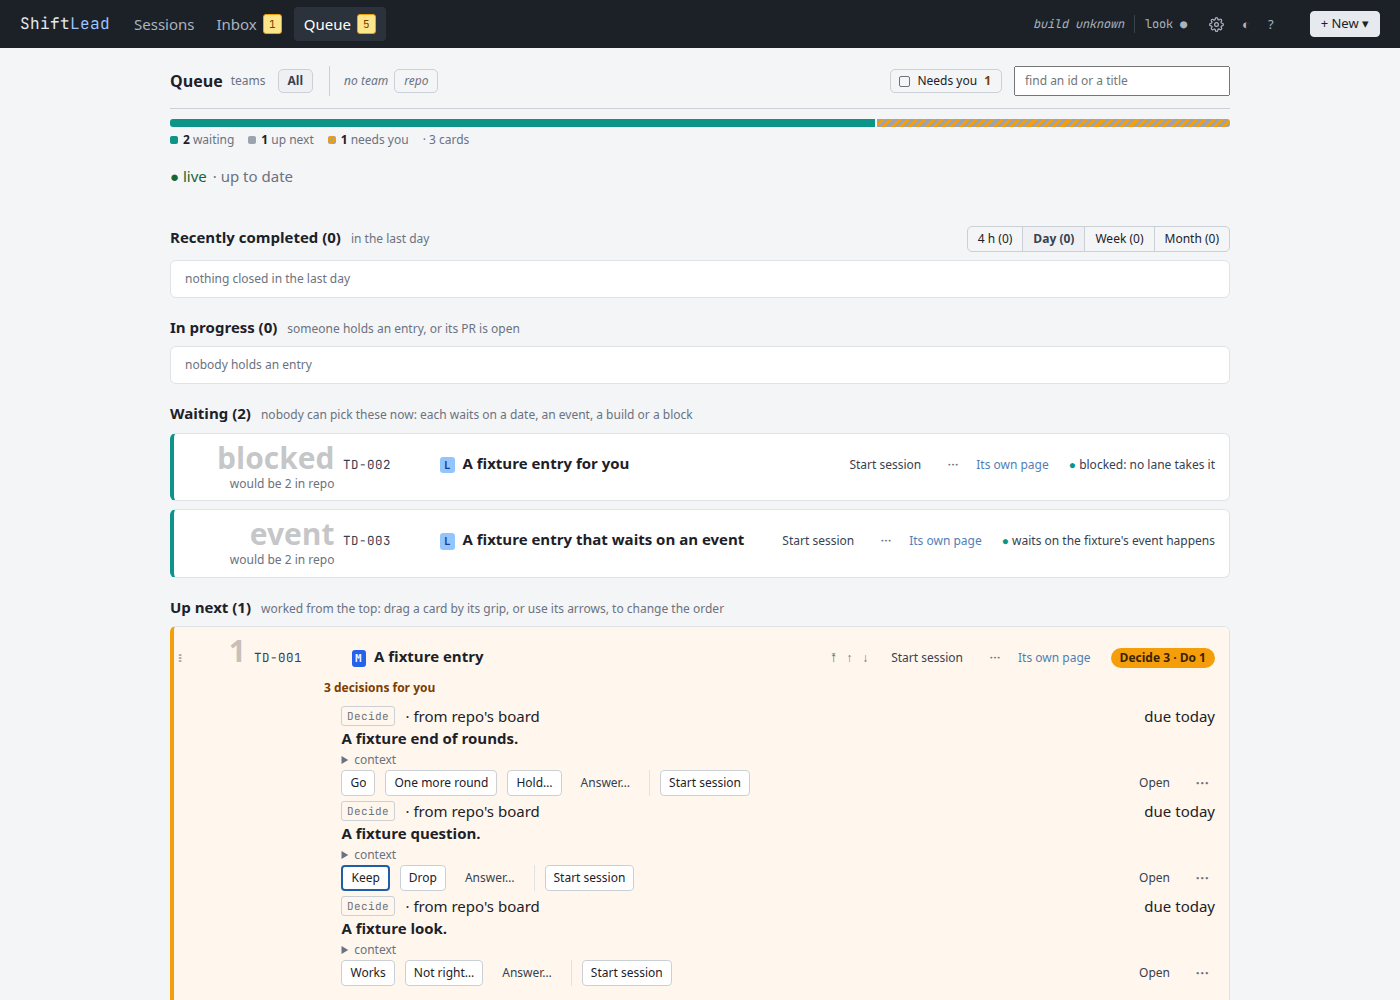 ShiftLead Sessions Inbox 1 Queue 5 build unknown look ● ? + New ▾
Queue teams All no team repo Needs you 1 find an id or a title
2 waiting 1 up next 1 needs you · 3 cards
● live · up to date
Recently completed (0) in the last day 4 h (0) Day (0) Week (0) Month (0)
nothing closed in the last day
In progress (0) someone holds an entry, or its PR is open
nobody holds an entry
Waiting (2) nobody can pick these now: each waits on a date, an event, a build or a block
blocked TD-002 L A fixture entry for you Start session ··· Its own page ● blocked: no lane takes it
would be 2 in repo
event TD-003 L A fixture entry that waits on an event Start session ··· Its own page ● waits on the fixture's event happens
would be 2 in repo
Up next (1) worked from the top: drag a card by its grip, or use its arrows, to change the order
1 TD-001 M A fixture entry ⤒ ↑ ↓ Start session ··· Its own page Decide 3 · Do 1
3 decisions for you
Decide · from repo's board due today
A fixture end of rounds.
▶ context
Go One more round Hold... Answer... Start session Open ···
Decide · from repo's board due today
A fixture question.
▶ context
Keep Drop Answer... Start session Open ···
Decide · from repo's board due today
A fixture look.
▶ context
Works Not right... Answer... Start session Open ···